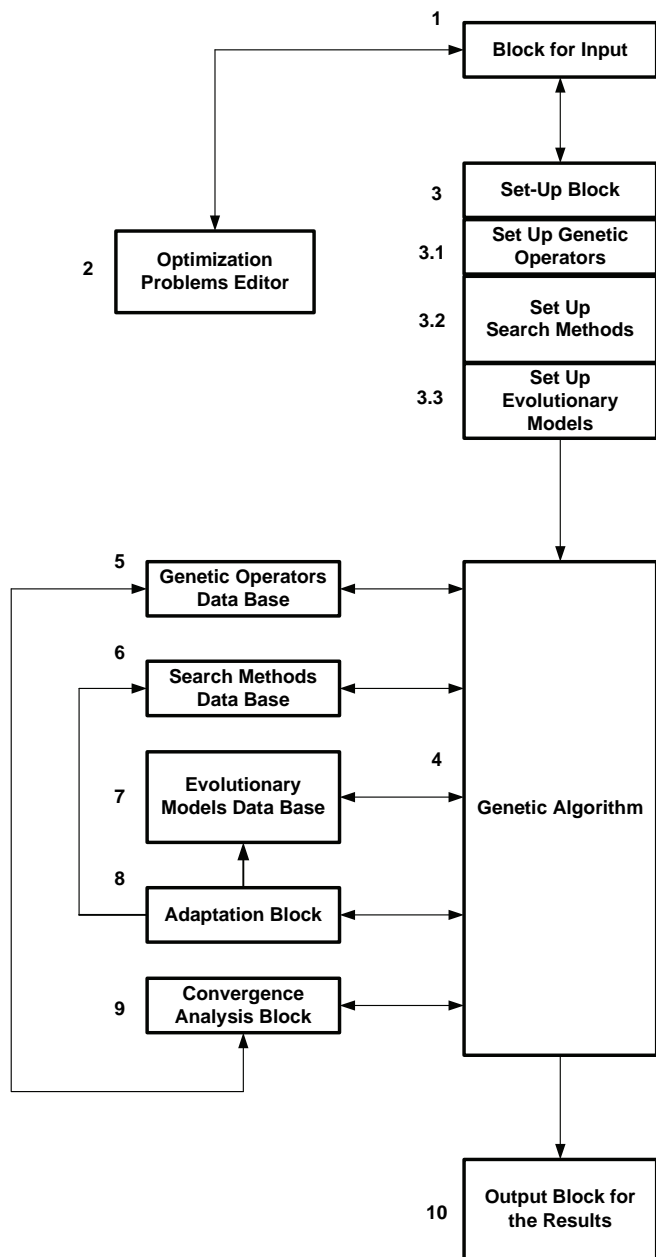 1
Block for Input
3
Set-Up Block
3.1
Set Up Genetic
Operators
2
Optimization
Problems Editor
3.2
Set Up
Search Methods
3.3
Set Up
Evolutionary
Models
5
Genetic Operators
Data Base
6
Search Methods
Data Base
4
7
Evolutionary
Models Data Base
Genetic Algorithm
8
Adaptation Block
9
Convergence
Analysis Block
10
Output Block for
the Results